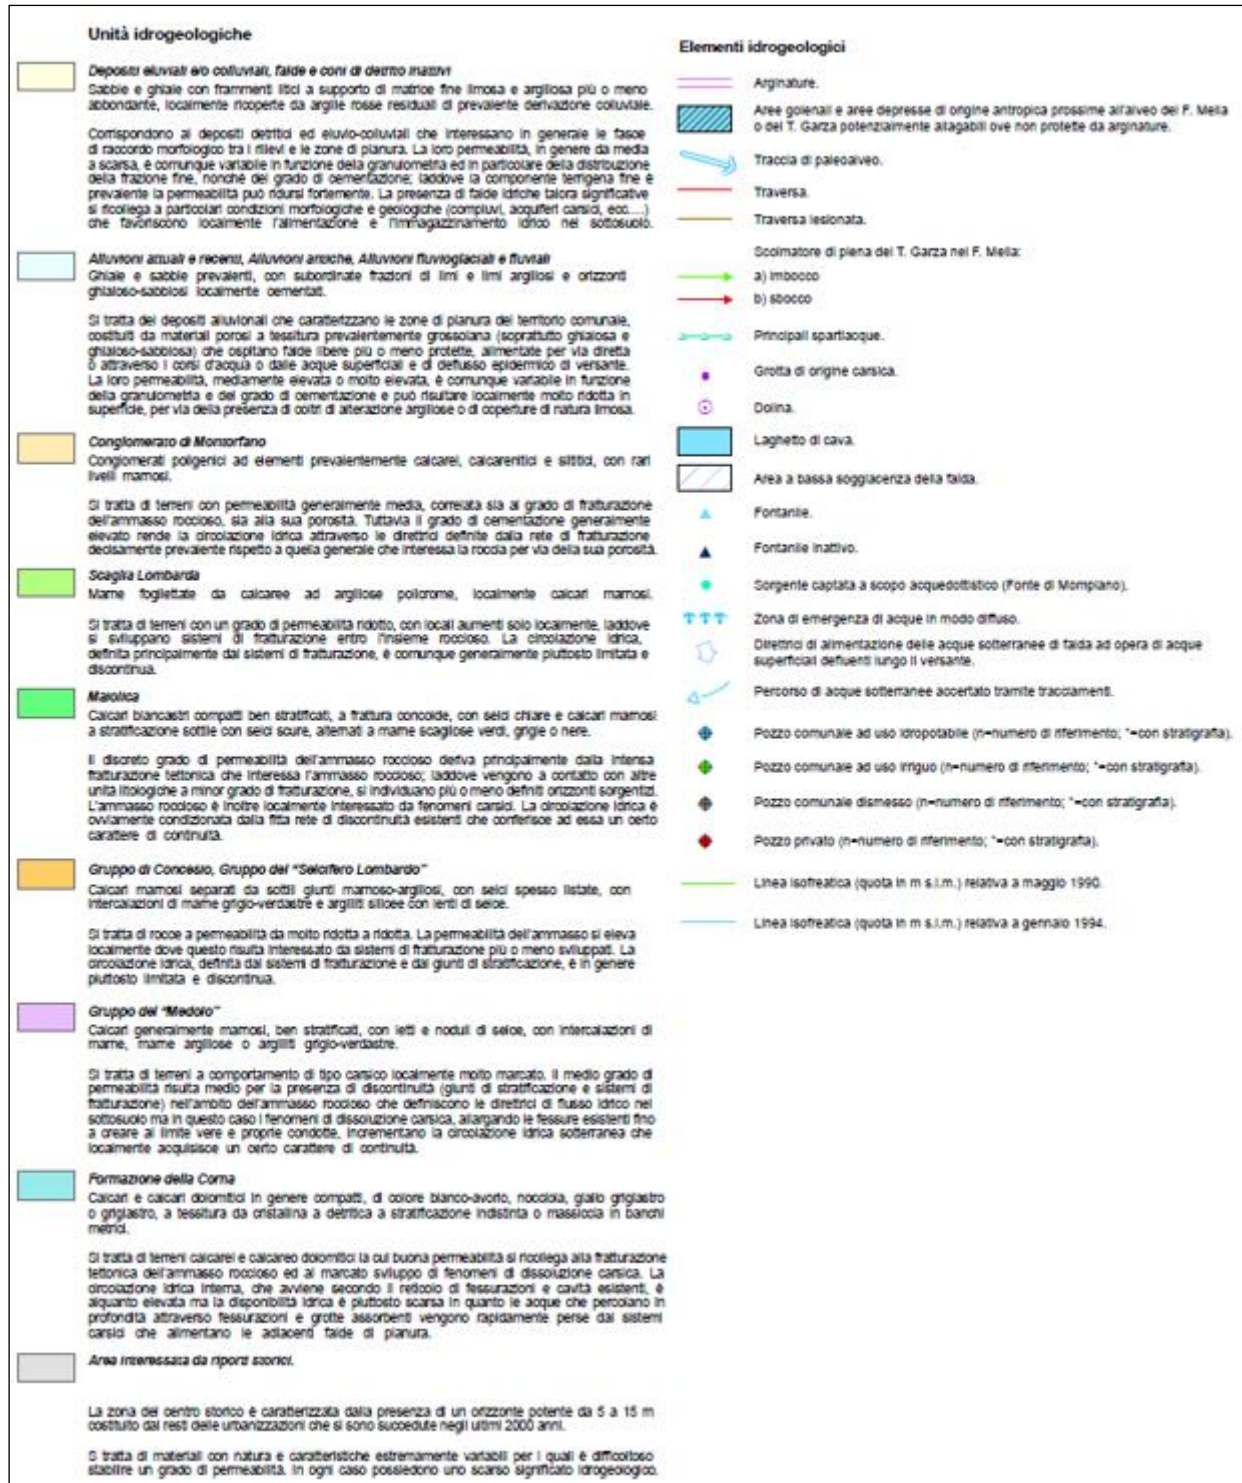 Unità idrogeologiche
Depositi eluviali e/o colluviali, falde e coni di detrito inattivi
Sabbie e ghiaie con frammenti litici a supporto di matrice fine limosa e argillosa più o meno
abbondante, localmente ricoperte da argille rosse residuali di prevalente derivazione colluviale.
Corrispondono ai depositi detritici ed eluvio-colluviali che interessano in generale le fasce
di raccordo morfologico tra i rilievi e le zone di pianura. La loro permeabilità, in genere da media
a scarsa, è comunque variabile in funzione della granulometria ed in particolare della distribuzione
della frazione fine, nonché del grado di cementazione; laddove la componente terrigena fine è
prevalente la permeabilità può ridursi fortemente. La presenza di falde idriche talora significative
si ricollega a particolari condizioni morfologiche e geologiche (compluvi, acquiferi carsici, ecc....)
che favoriscono localmente l'alimentazione e l'immagazzinamento idrico nel sottosuolo.
Alluvioni attuali e recenti, Alluvioni antiche, Alluvioni fluvioglaciali e fluviali
Ghiaie e sabbie prevalenti, con subordinate frazioni di limi e limi argillosi e orizzonti
ghiaioso-sabbiosi localmente cementati.
Si tatta dei depositi alluvionali che caratterizzano le zone di pianura del territorio comunale,
costituiti da materiali porosi a tessitura prevalentemente grossolana (soprattutto ghiaiosa e
ghiaioso-sabbiosa) che ospitano falde libere più o meno protette, alimentate per via diretta
o attraverso i corsi d'acqua o dalle acque superficiali e di deflusso epidermico di versante.
La loro permeabilità, mediamente elevata o molto elevata, è comunque variabile in funzione
della granulometria e del grado di cementazione e può risultare localmente molto ridotta in
superficie, per via della presenza di coltri di alterazione argillose o di coperture di natura limosa.
Conglomerato di Montorfano
Conglomerati poligenici ad elementi prevalentemente calcarei, calcarenitici e siltitici, con rari
livelli marnosi.
Si tratta di terreni con permeabilità generalmente media, correlata sia al grado di fratturazione
dell'ammasso roccioso, sia alla sua porosità. Tuttavia il grado di cementazione generalmente
elevato rende la circolazione idrica attraverso le direttrici definite dalla rete di fratturazione
decisamente prevalente rispetto a quella generale che interessa la roccia per via della sua porosità.
Scaglia Lombarda
Marne fogliettate da calcaree ad argillose policrome, localmente calcari marnosi.
Si tratta di terreni con un grado di permeabilità ridotto, con locali aumenti solo localmente, laddove
si sviluppano sistemi di fratturazione entro l'insieme roccioso. La circolazione idrica,
definita principalmente dai sistemi di fratturazione, è comunque generalmente piuttosto limitata e
discontinua.
Maiolica
Calcari biancastri compatti ben stratificati, a frattura concoide, con selci chiare e calcari marnosi
a stratificazione sottile con selci scure, alternati a marne scagliose verdi, grigie o nere.
Il discreto grado di permeabilità dell'ammasso roccioso deriva principalmente dalla intensa
fratturazione tettonica che interessa l'ammasso roccioso; laddove vengono a contatto con altre
unità litologiche a minor grado di fratturazione, si individuano più o meno definiti orizzonti sorgentizi.
L'ammasso roccioso è inoltre localmente interessato da fenomeni carsici. La circolazione idrica è
ovviamente condizionata dalla fitta rete di discontinuità esistenti che conferisce ad essa un certo
carattere di continuità.
Gruppo di Concesio, Gruppo del "Selcifero Lombardo"
Calcari marnosi separati da sottili giunti marnoso-argillosi, con selci spesso listate, con
intercalazioni di marne grigio-verdastre e argilliti silicee con lenti di selce.
Si tratta di rocce a permeabilità da molto ridotta a ridotta. La permeabilità dell'ammasso si eleva
localmente dove questo risulta interessato da sistemi di fratturazione più o meno sviluppati. La
circolazione idrica, definita dai sistemi di fratturazione e dai giunti di stratificazione, è in genere
piuttosto limitata e discontinua.
Gruppo del "Medolo"
Calcari generalmente marnosi, ben stratificati, con letti e noduli di selce, con intercalazioni di
marne, marne argillose o argilliti grigio-verdastre.
Si tratta di terreni a comportamento di tipo carsico localmente molto marcato. Il medio grado di
permeabilità risulta medio per la presenza di discontinuità (giunti di stratificazione e sistemi di
fratturazione) nell'ambito dell'ammasso roccioso che definiscono le direttrici di flusso idrico nel
sottosuolo ma in questo caso i fenomeni di dissoluzione carsica, allargando le fessure esistenti fino
a creare al limite vere e proprie condotte, incrementano la circolazione idrica sotterranea che
localmente acquisisce un certo carattere di continuità.
Formazione della Corna
Calcari e calcari dolomitici in genere compatti, di colore bianco-avorio, nocciola, giallo grigiastro
o grigiastro, a tessitura da cristallina a detritica a stratificazione indistinta o massiccia in banchi
metrici.
Si tratta di terreni calcarei e calcareo dolomitici la cui buona permeabilità si ricollega alla fratturazione
tettonica dell'ammasso roccioso ed al marcato sviluppo di fenomeni di dissoluzione carsica. La
circolazione idrica interna, che avviene secondo il reticolo di fessurazioni e cavità esistenti, è
alquanto elevata ma la disponibilità idrica è piuttosto scarsa in quanto le acque che percolano in
profondità attraverso fessurazioni e grotte assorbenti vengono rapidamente perse dai sistemi
carsici che alimentano le adiacenti falde di pianura.
Area interessata da riporti storici.
La zona del centro storico è caratterizzata dalla presenza di un orizzonte potente da 5 a 15 m
costituito dai resti delle urbanizzazioni che si sono succedute negli ultimi 2000 anni.
S tratta di materiali con natura e caratteristiche estremamente variabili per i quali è difficoltoso
stabilire un grado di permeabilità. In ogni caso possiedono uno scarso significato idrogeologico.
Elementi idrogeologici
Arginature.
Aree golenali e aree depresse di origine antropica prossime all'alveo del F. Mella
o del T. Garza potenzialmente allagabili ove non protette da arginature.
Traccia di paleoalveo.
Traversa.
Traversa lesionata.
Scolmatore di piena del T. Garza nel F. Mella:
a) imbocco
b) sbocco
Principali spartiacque.
Grotta di origine carsica.
Dolina.
Laghetto di cava.
Area a bassa soggiacenza della falda.
Fontanile.
Fontanile inattivo.
Sorgente captata a scopo acquedottistico (Fonte di Mompiano).
Zona di emergenza di acque in modo diffuso.
Direttrici di alimentazione delle acque sotterranee di falda ad opera di acque
superficiali defluenti lungo il versante.
Percorso di acque sotterranee accertato tramite tracciamenti.
Pozzo comunale ad uso idropotabile (n=numero di riferimento; *=con stratigrafia).
Pozzo comunale ad uso irriguo (n=numero di riferimento; *=con stratigrafia).
Pozzo comunale dismesso (n=numero di riferimento; *=con stratigrafia).
Pozzo privato (n=numero di riferimento; *=con stratigrafia).
Linea isofreatica (quota in m s.l.m.) relativa a maggio 1990.
Linea isofreatica (quota in m s.l.m.) relativa a gennaio 1994.